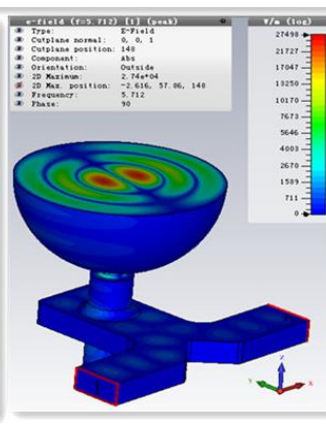 e-field (f=5.712) [1] (peak)
Type: E-Field
Cutplane normal: 0, 0, 1
Cutplane position: 148
Component: Abs
Orientation: Outside
2D Maximum: 2.74e+04
2D Max. position: -2.616, 57.86, 148
Frequency: 5.712
Phase: 90
V/m (log)
27498
21727
17047
13250
10170
7673
5646
4003
2670
1589
711
0
z
y
x